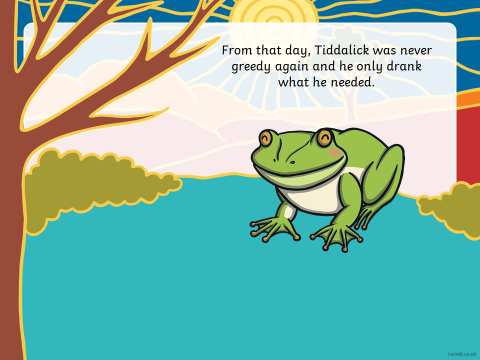 From that day, Tiddalick was never
greedy again and he only drank
what he needed.